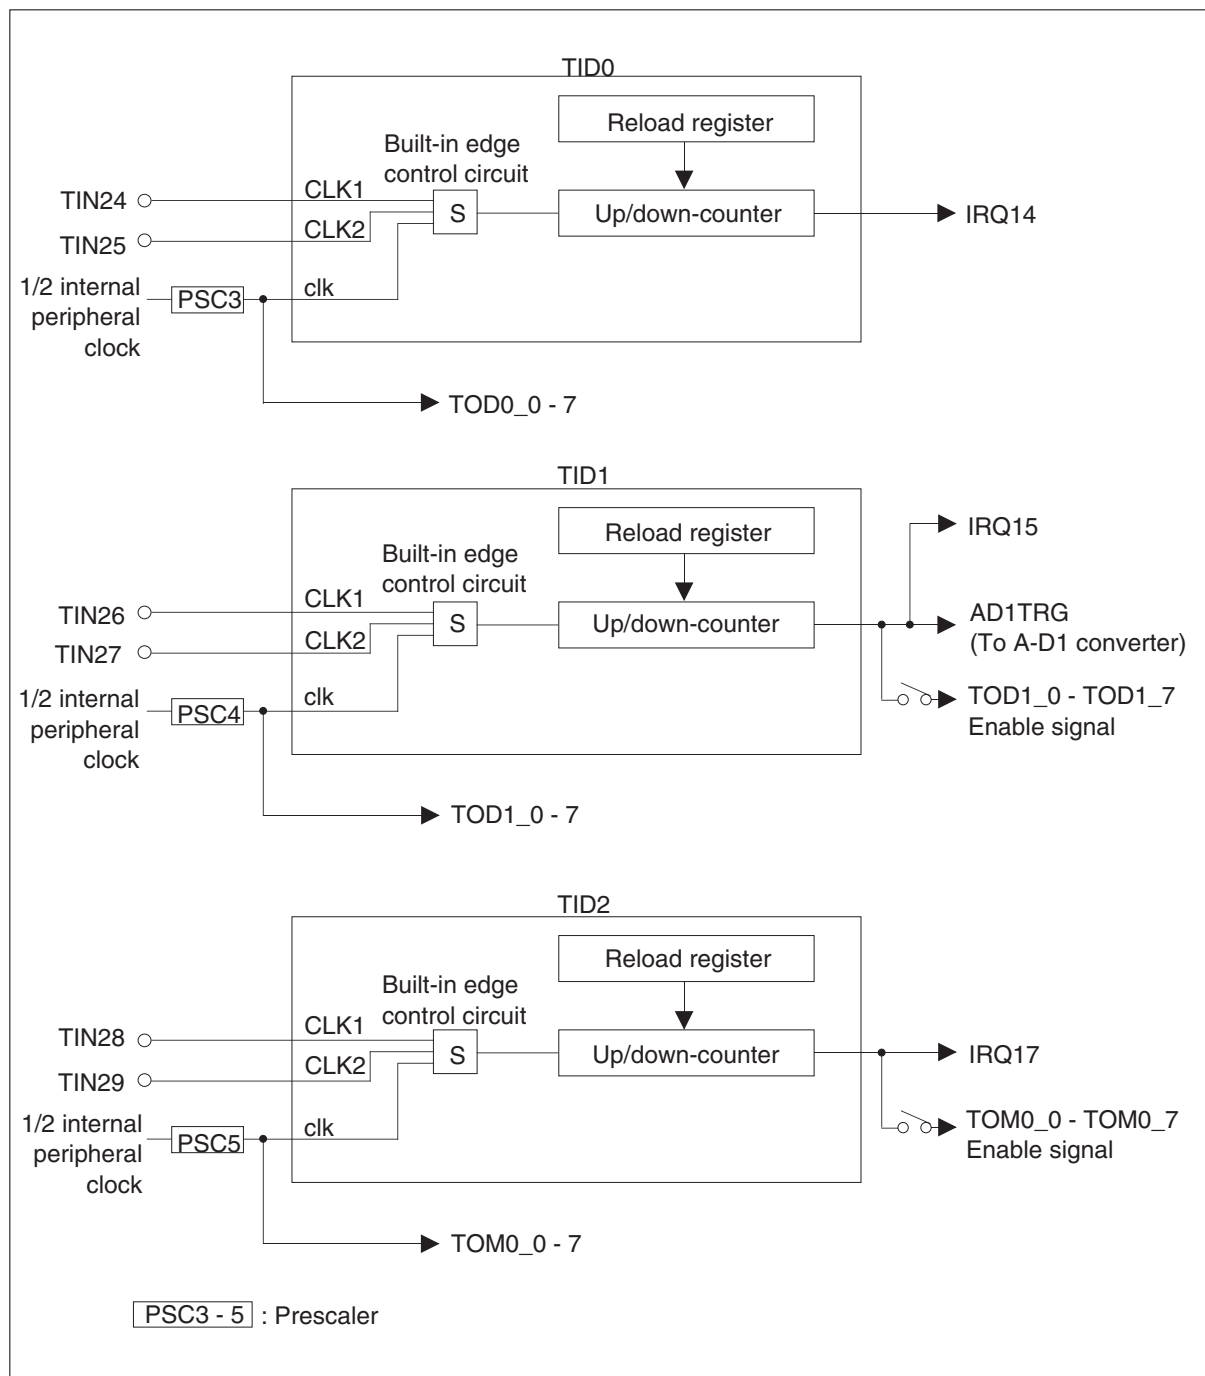 TID0
Reload register
Built-in edge
control circuit
TIN24
CLK1
S
Up/down-counter
IRQ14
TIN25
CLK2
1/2 internal
peripheral
clock
PSC3
clk
TOD0_0 - 7
TID1
Reload register
IRQ15
Built-in edge
control circuit
TIN26
CLK1
S
Up/down-counter
AD1TRG
(To A-D1 converter)
TIN27
CLK2
1/2 internal
peripheral
clock
PSC4
clk
TOD1_0 - TOD1_7
Enable signal
TOD1_0 - 7
TID2
Reload register
Built-in edge
control circuit
TIN28
CLK1
S
Up/down-counter
IRQ17
TIN29
CLK2
1/2 internal
peripheral
clock
PSC5
clk
TOM0_0 - TOM0_7
Enable signal
TOM0_0 - 7
PSC3 - 5 : Prescaler